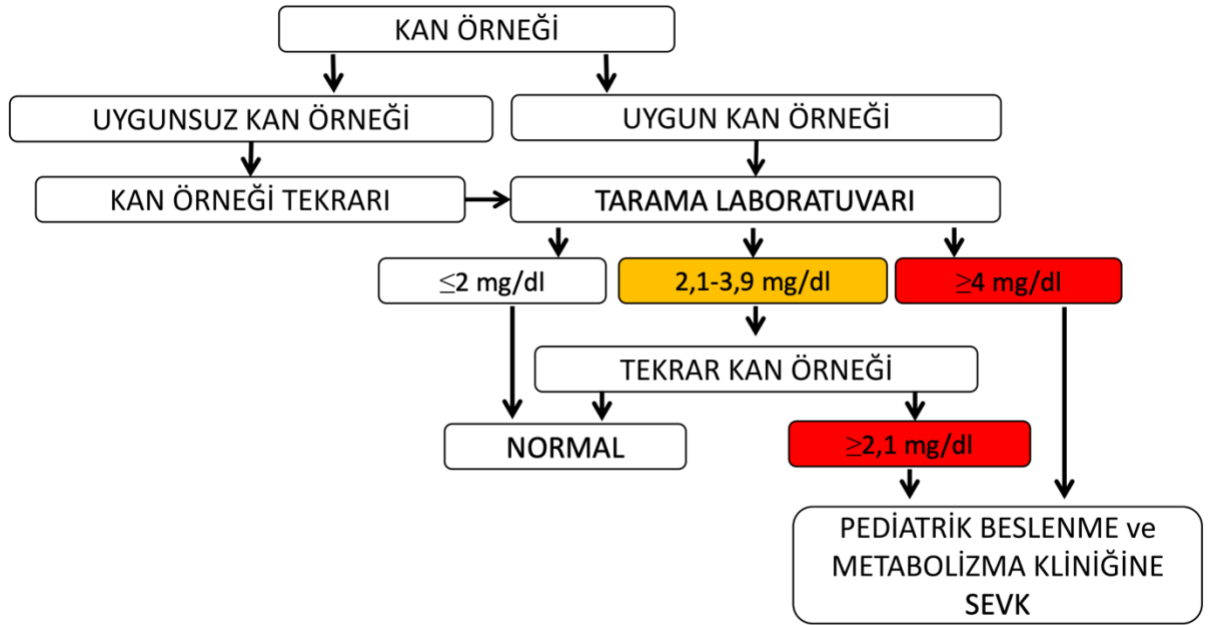 KAN ÖRNEĞİ
UYGUNSUZ KAN ÖRNEĞİ
UYGUN KAN ÖRNEĞİ
KAN ÖRNEĞİ TEKRARI
TARAMA LABORATUVARI
≤2 mg/dl
2,1-3,9 mg/dl
≥4 mg/dl
TEKRAR KAN ÖRNEĞİ
NORMAL
≥2,1 mg/dl
PEDİATRİK BESLENME ve
METABOLİZMA KLİNİĞİNE
SEVK